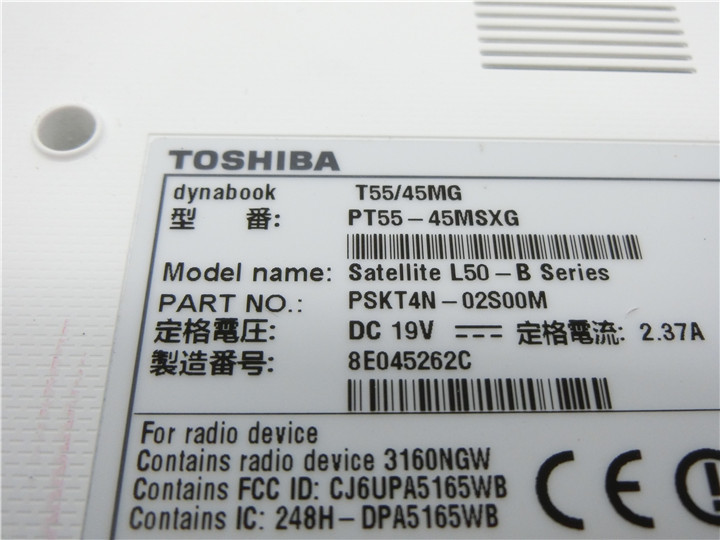 TOSHIBA
dynabook T55/45MG
型 番: PT55-45MSXG
Model name: Satellite L50-B Series
PART NO.: PSKT4N-02S00M
定格電圧: DC 19V 定格電流: 2.37A
製造番号: 8E045262C
For radio device
Contains radio device 3160NGW
Contains FCC ID: CJ6UPA5165WB
Contains IC: 248H-DPA5165WB
CE